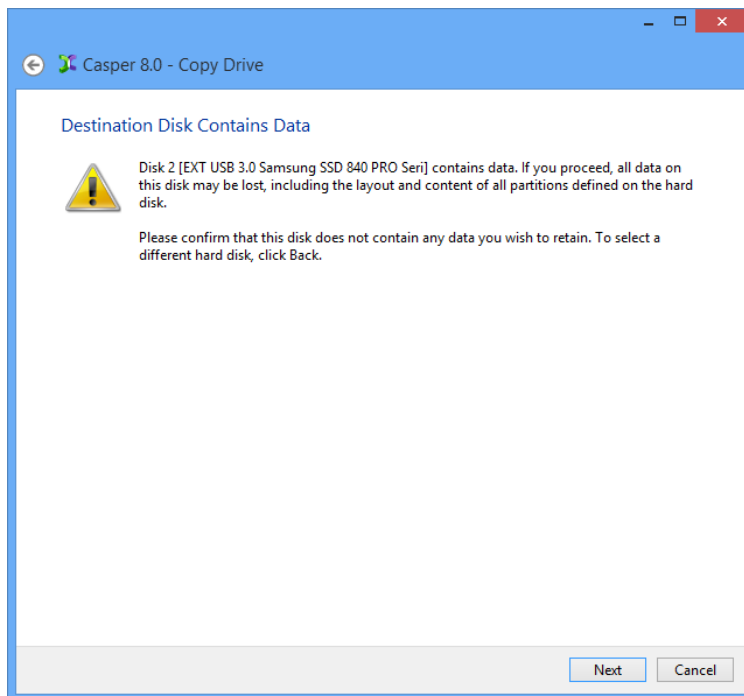 Casper 8.0 - Copy Drive
Destination Disk Contains Data
Disk 2 [EXT USB 3.0 Samsung SSD 840 PRO Seri] contains data. If you proceed, all data on
this disk may be lost, including the layout and content of all partitions defined on the hard
disk.
Please confirm that this disk does not contain any data you wish to retain. To select a
different hard disk, click Back.
Next
Cancel